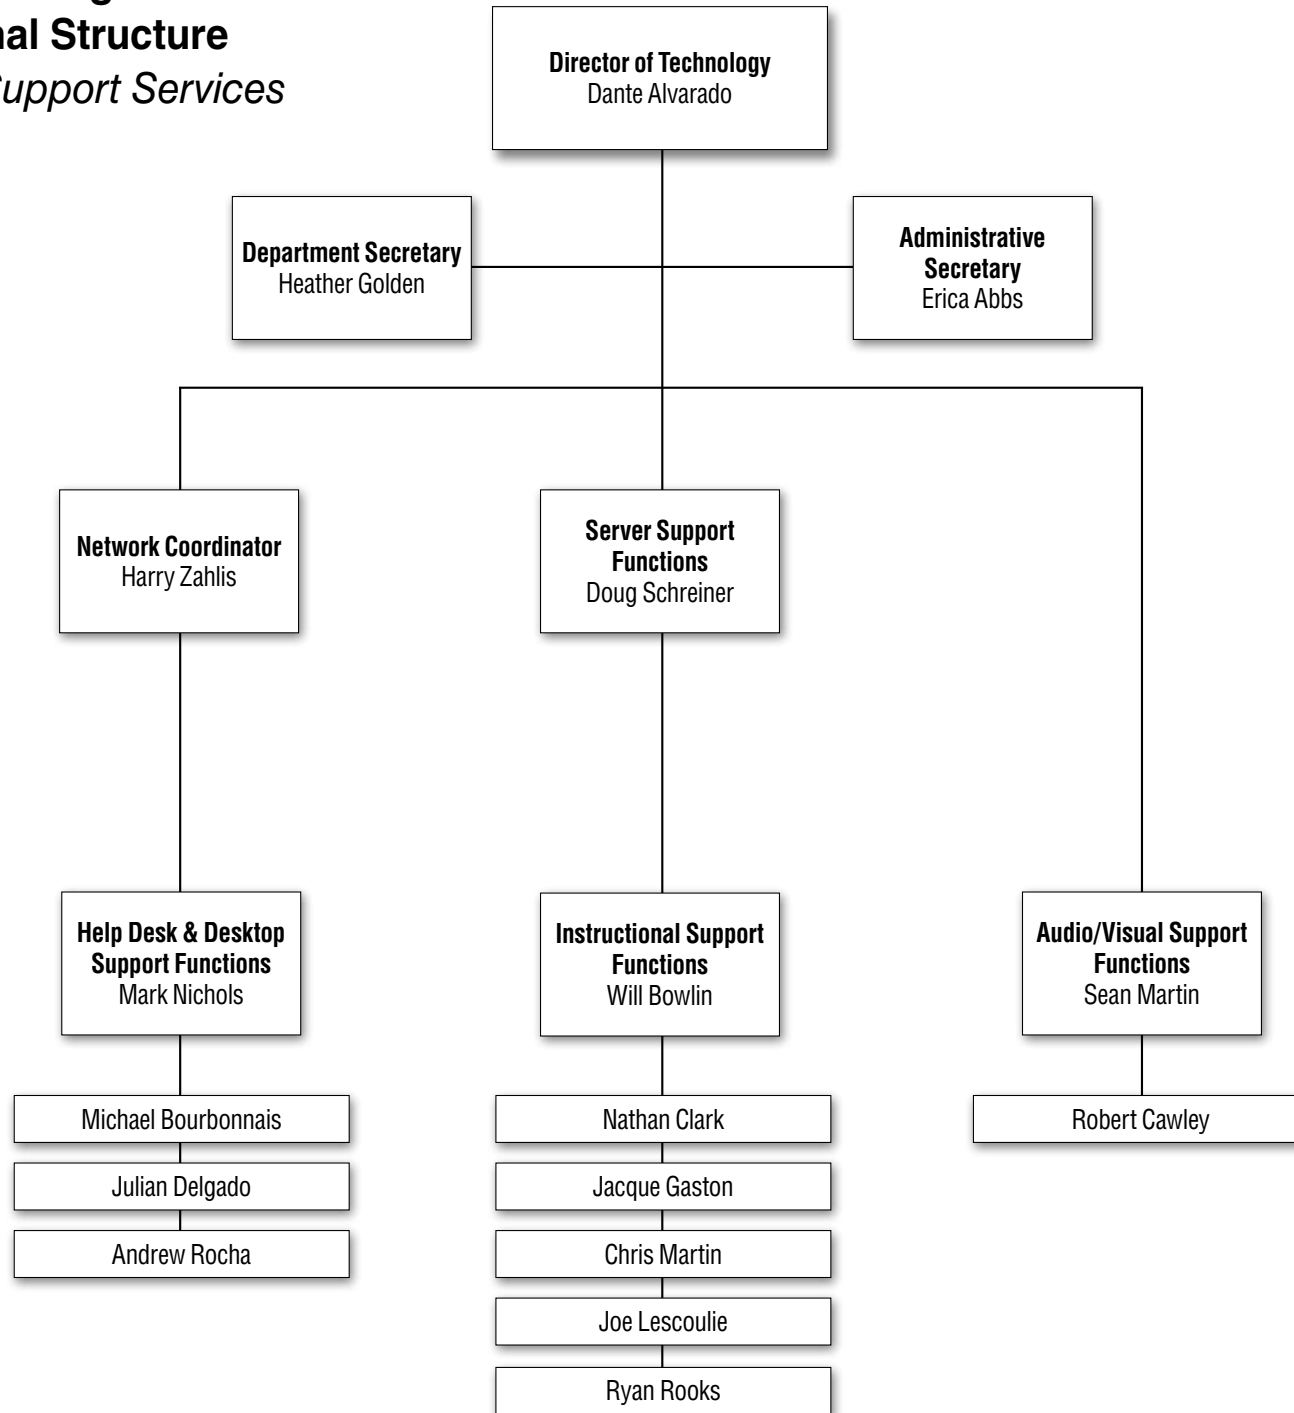 nal Structure
Support Services
Director of Technology
Dante Alvarado
Department Secretary
Heather Golden
Administrative
Secretary
Erica Abbs
Network Coordinator
Harry Zahlis
Server Support
Functions
Doug Schreiner
Help Desk & Desktop
Support Functions
Mark Nichols
Instructional Support
Functions
Will Bowlin
Audio/Visual Support
Functions
Sean Martin
Michael Bourbonnais
Julian Delgado
Andrew Rocha
Nathan Clark
Jacque Gaston
Chris Martin
Joe Lescoulie
Ryan Rooks
Robert Cawley